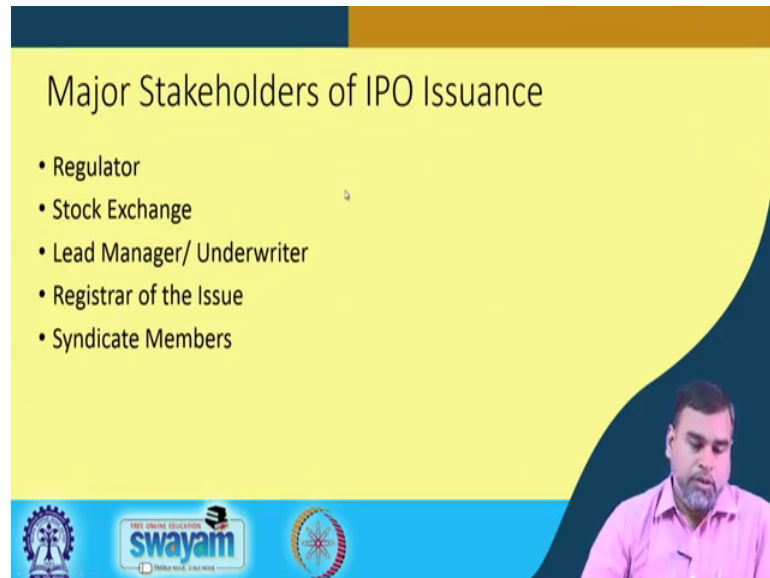 Major Stakeholders of IPO Issuance
• Regulator
• Stock Exchange
• Lead Manager/ Underwriter
• Registrar of the Issue
• Syndicate Members
FREE ONLINE EDUCATION
swayam